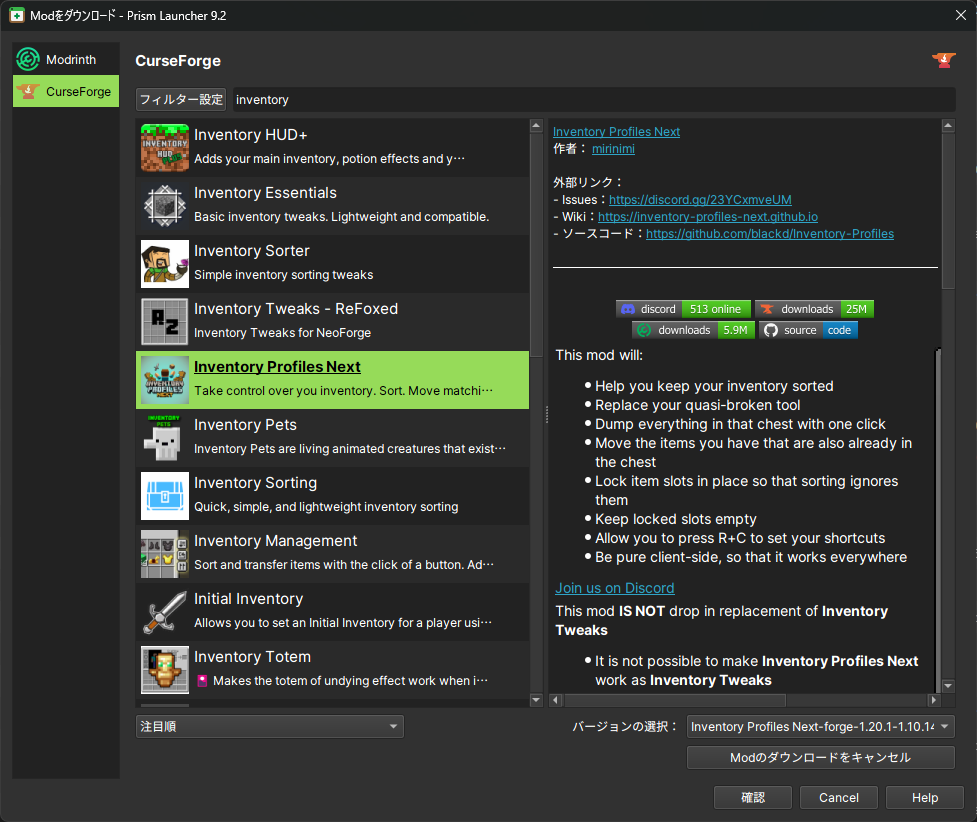 Modをダウンロード - Prism Launcher 9.2
Modrinth
CurseForge
CurseForge
フィルター設定
inventory
Inventory HUD+
Adds your main inventory, potion effects and y…
Inventory Essentials
Basic inventory tweaks. Lightweight and compatible.
Inventory Sorter
Simple inventory sorting tweaks
AZ
Inventory Tweaks - ReFoxed
Inventory Tweaks for NeoForge
Inventory Profiles Next
Take control over you inventory. Sort. Move matchi…
Inventory Pets
Inventory Pets are living animated creatures that exist…
Inventory Sorting
Quick, simple, and lightweight inventory sorting
Inventory Management
Sort and transfer items with the click of a button. Ad…
Initial Inventory
Allows you to set an Initial Inventory for a player usi…
Inventory Totem
Makes the totem of undying effect work when i…
INVENTORY
HUD
INVENTORY
PROFILES
INVENTORY
PETS
注目順
Inventory Profiles Next
作者： mirinimi
外部リンク：
- Issues：https://discord.gg/23YCxmveUM
- Wiki：https://inventory-profiles-next.github.io
- ソースコード：https://github.com/blackd/Inventory-Profiles
discord 513 online
downloads 25M
downloads 5.9M
source code
This mod will:
• Help you keep your inventory sorted
• Replace your quasi-broken tool
• Dump everything in that chest with one click
• Move the items you have that are also already in
the chest
• Lock item slots in place so that sorting ignores
them
• Keep locked slots empty
• Allow you to press R+C to set your shortcuts
• Be pure client-side, so that it works everywhere
Join us on Discord
This mod IS NOT drop in replacement of Inventory
Tweaks
• It is not possible to make Inventory Profiles Next
work as Inventory Tweaks
バージョンの選択：
Inventory Profiles Next-forge-1.20.1-1.10.14
Modのダウンロードをキャンセル
確認
Cancel
Help